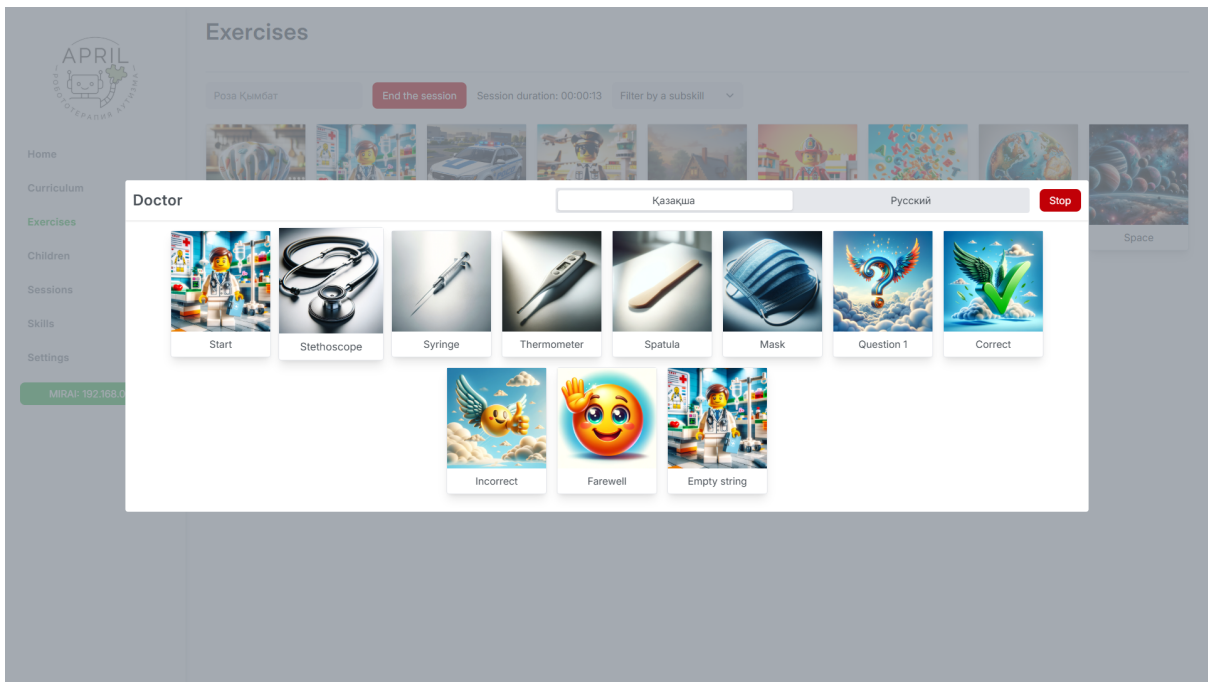 Exercises
APRIL
РОБОТОТЕРАПИЯ АУТИЗМА
Роза Қымбат
End the session
Session duration: 00:00:13
Filter by a subskill
Home
Curriculum
Exercises
Children
Sessions
Skills
Settings
MIRAI: 192.168.0
Space
Doctor
Қазақша
Русский
Stop
Start
Stethoscope
Syringe
Thermometer
Spatula
Mask
Question 1
Correct
Incorrect
Farewell
Empty string